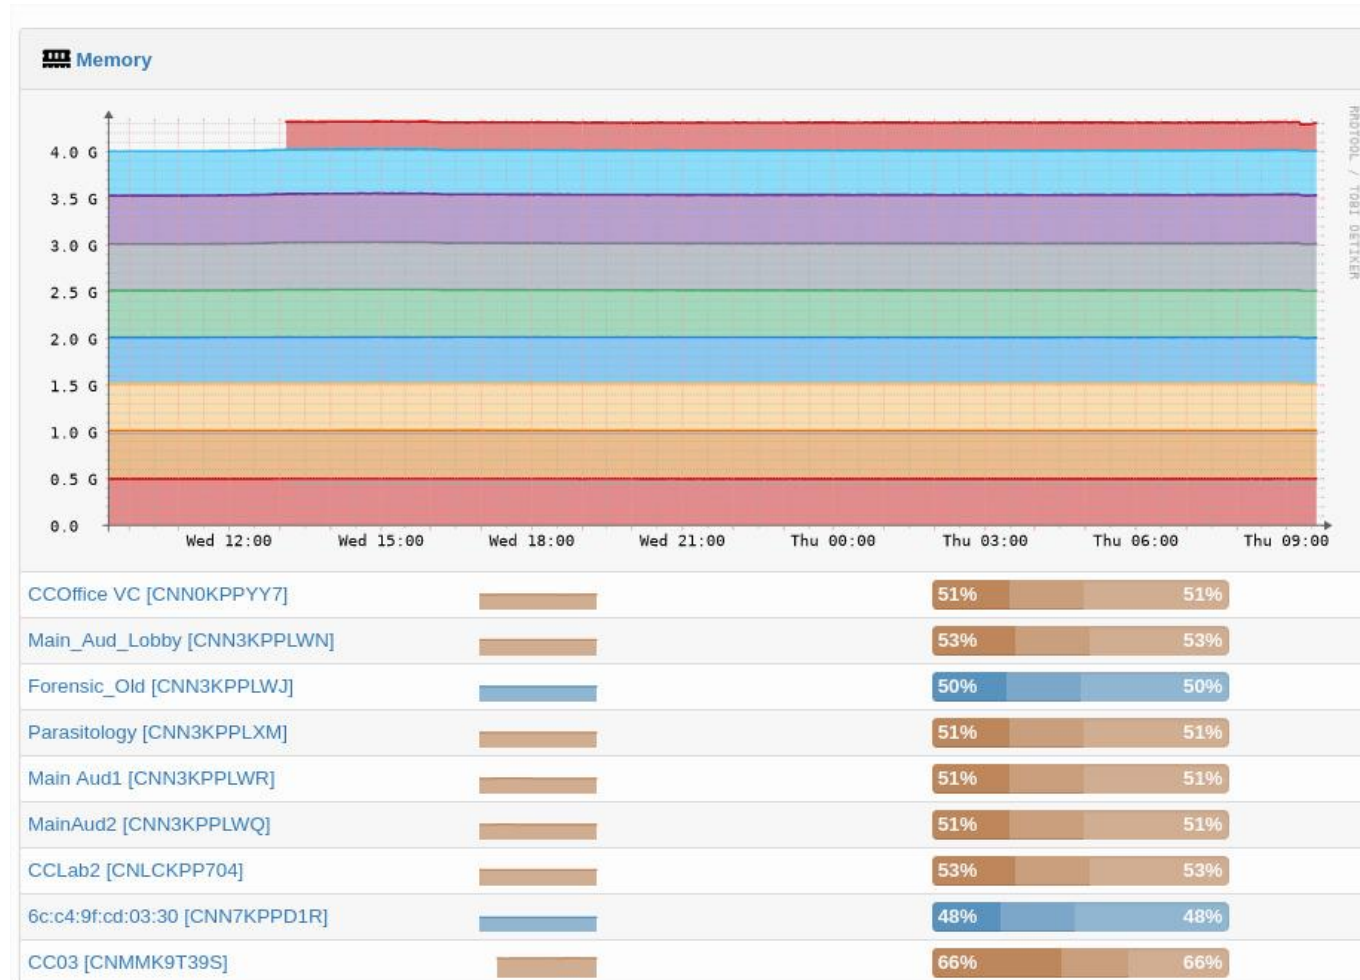 Memory
RRDTOOL / TOBI OETIKER
4.0 G
3.5 G
3.0 G
2.5 G
2.0 G
1.5 G
1.0 G
0.5 G
0.0
Wed 12:00 Wed 15:00 Wed 18:00 Wed 21:00 Thu 00:00 Thu 03:00 Thu 06:00 Thu 09:00
CCOffice VC [CNN0KPPYY7] 51% 51%
Main_Aud_Lobby [CNN3KPPLWN] 53% 53%
Forensic_Old [CNN3KPPLWJ] 50% 50%
Parasitology [CNN3KPPLXM] 51% 51%
Main Aud1 [CNN3KPPLWR] 51% 51%
MainAud2 [CNN3KPPLWQ] 51% 51%
CCLab2 [CNLCKPP704] 53% 53%
6c:c4:9f:cd:03:30 [CNN7KPPD1R] 48% 48%
CC03 [CNMMK9T39S] 66% 66%